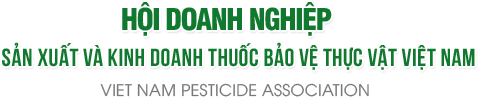 HỘI DOANH NGHIỆP
SẢN XUẤT VÀ KINH DOANH THUỐC BẢO VỆ THỰC VẬT VIỆT NAM
VIET NAM PESTICIDE ASSOCIATION